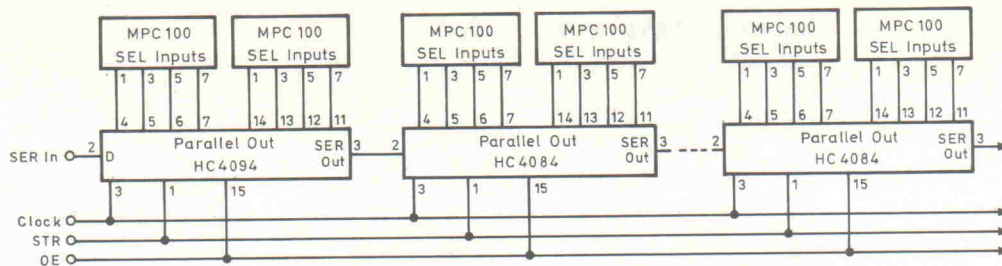 MPC 100 MPC 100 MPC 100 MPC 100 MPC 100 MPC 100
SEL Inputs SEL Inputs SEL Inputs SEL Inputs SEL Inputs SEL Inputs
1 3 5 7 1 3 5 7 1 3 5 7 1 3 5 7 1 3 5 7 1 3 5 7
4 5 6 7 14 13 12 11 4 5 6 7 14 13 12 11 4 5 6 7 14 13 12 11
SER In 2 D Parallel Out SER Out 3 2 Parallel Out SER Out 3 2 Parallel Out SER Out 3
HC4094 HC4084 HC4084
3 1 15 3 1 15 3 1 15
Clock
STR
OE